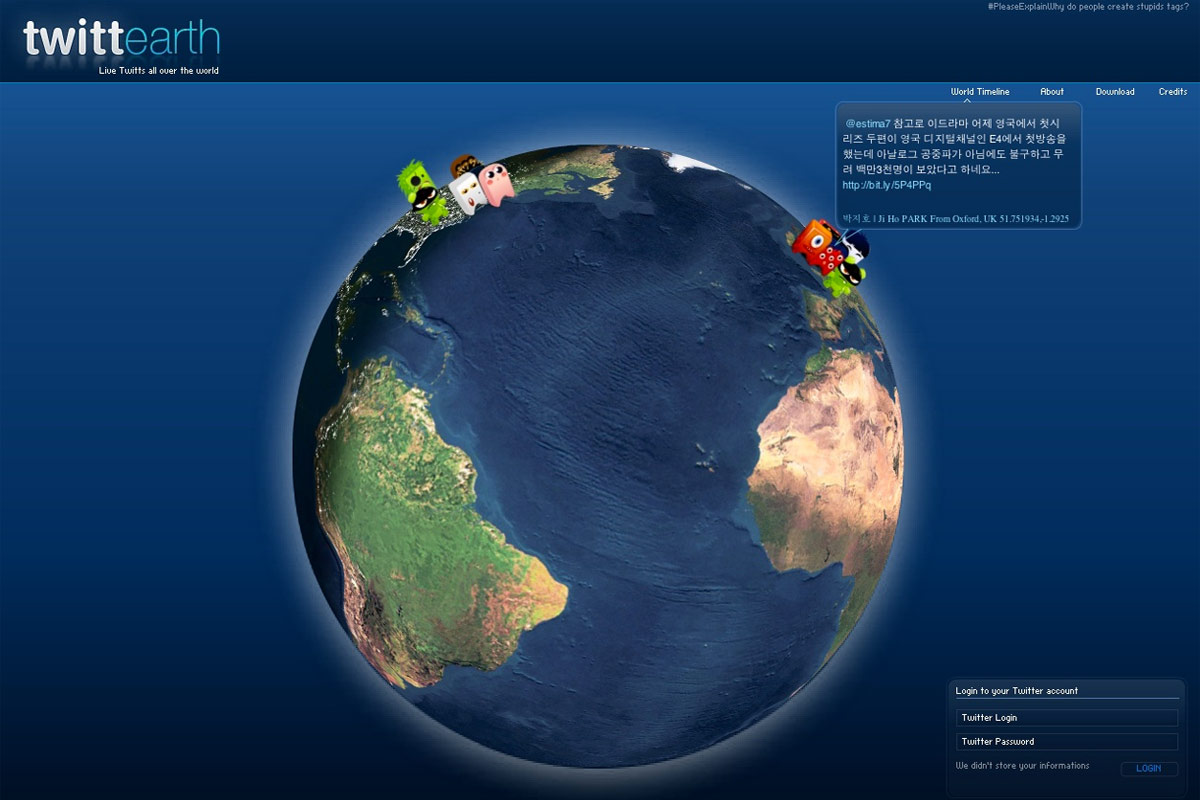 #PleaseExplainWhy do people create stupids tags?
twittearth
Live Twitts all over the world
World Timeline About Download Credits
@estima7 참고로 이드라마 어제 영국에서 첫시
리즈 두편이 영국 디지털채널인 E4에서 첫방송을
했는데 아날로그 공중파가 아님에도 불구하고 무
려 백만3천명이 보았다고 하네요...
http://bit.ly/5P4PPq
박지호 | Ji Ho PARK From Oxford, UK 51.751934,-1.2925
Login to your Twitter account
Twitter Login
Twitter Password
We didn't store your informations
LOGIN